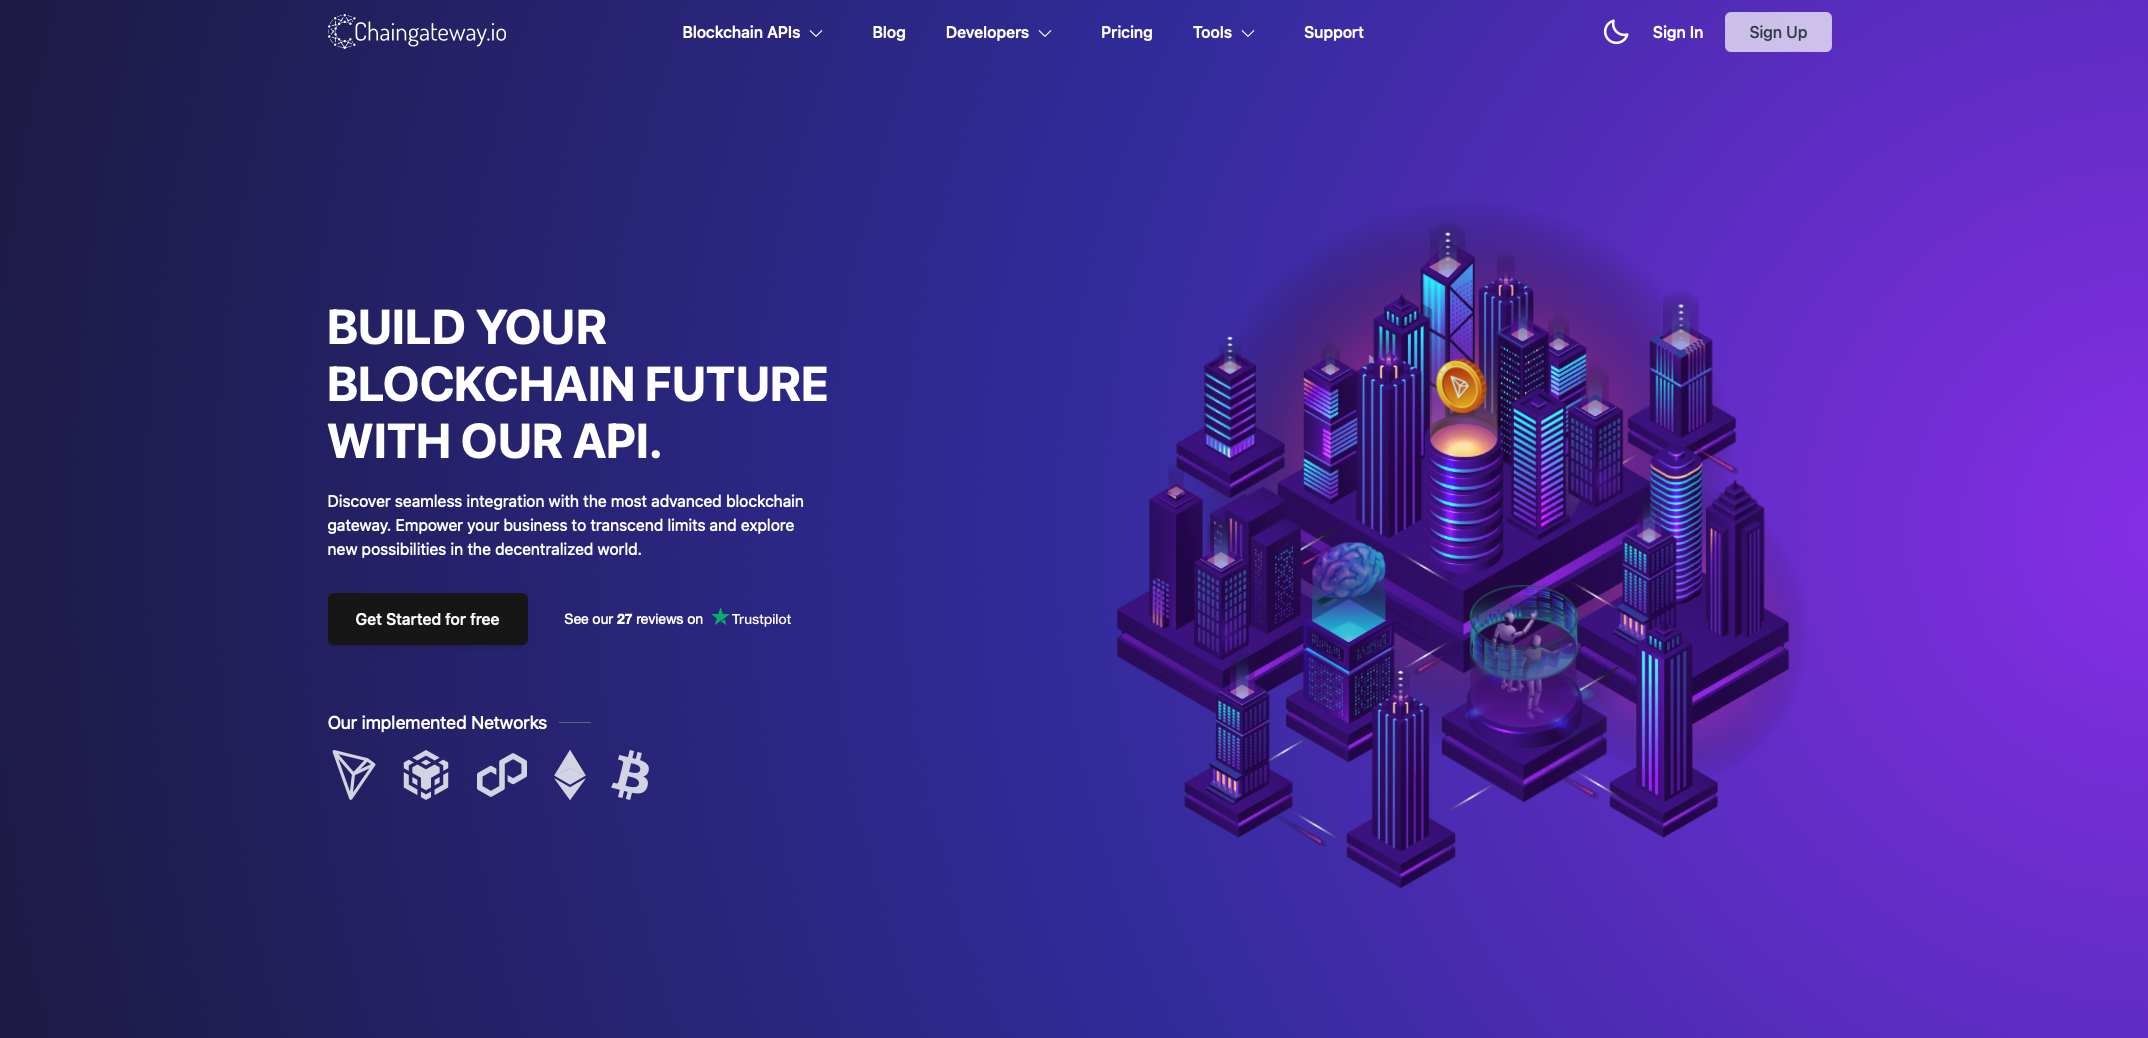 Chaingateway.io
Blockchain APIs
Blog
Developers
Pricing
Tools
Support
Sign In
Sign Up
BUILD YOUR
BLOCKCHAIN FUTURE
WITH OUR API.
Discover seamless integration with the most advanced blockchain
gateway. Empower your business to transcend limits and explore
new possibilities in the decentralized world.
Get Started for free
See our 27 reviews on Trustpilot
Our implemented Networks